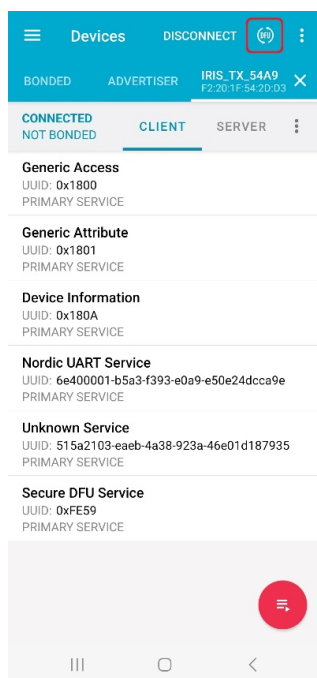 Devices DISCONNECT DFU
BONDED ADVERTISER IRIS_TX_54A9
F2:20:1F:54:2D:03
CONNECTED
NOT BONDED CLIENT SERVER
Generic Access
UUID: 0x1800
PRIMARY SERVICE
Generic Attribute
UUID: 0x1801
PRIMARY SERVICE
Device Information
UUID: 0x180A
PRIMARY SERVICE
Nordic UART Service
UUID: 6e400001-b5a3-f393-e0a9-e50e24dcca9e
PRIMARY SERVICE
Unknown Service
UUID: 515a2103-eaeb-4a38-923a-46e01d187935
PRIMARY SERVICE
Secure DFU Service
UUID: 0xFE59
PRIMARY SERVICE